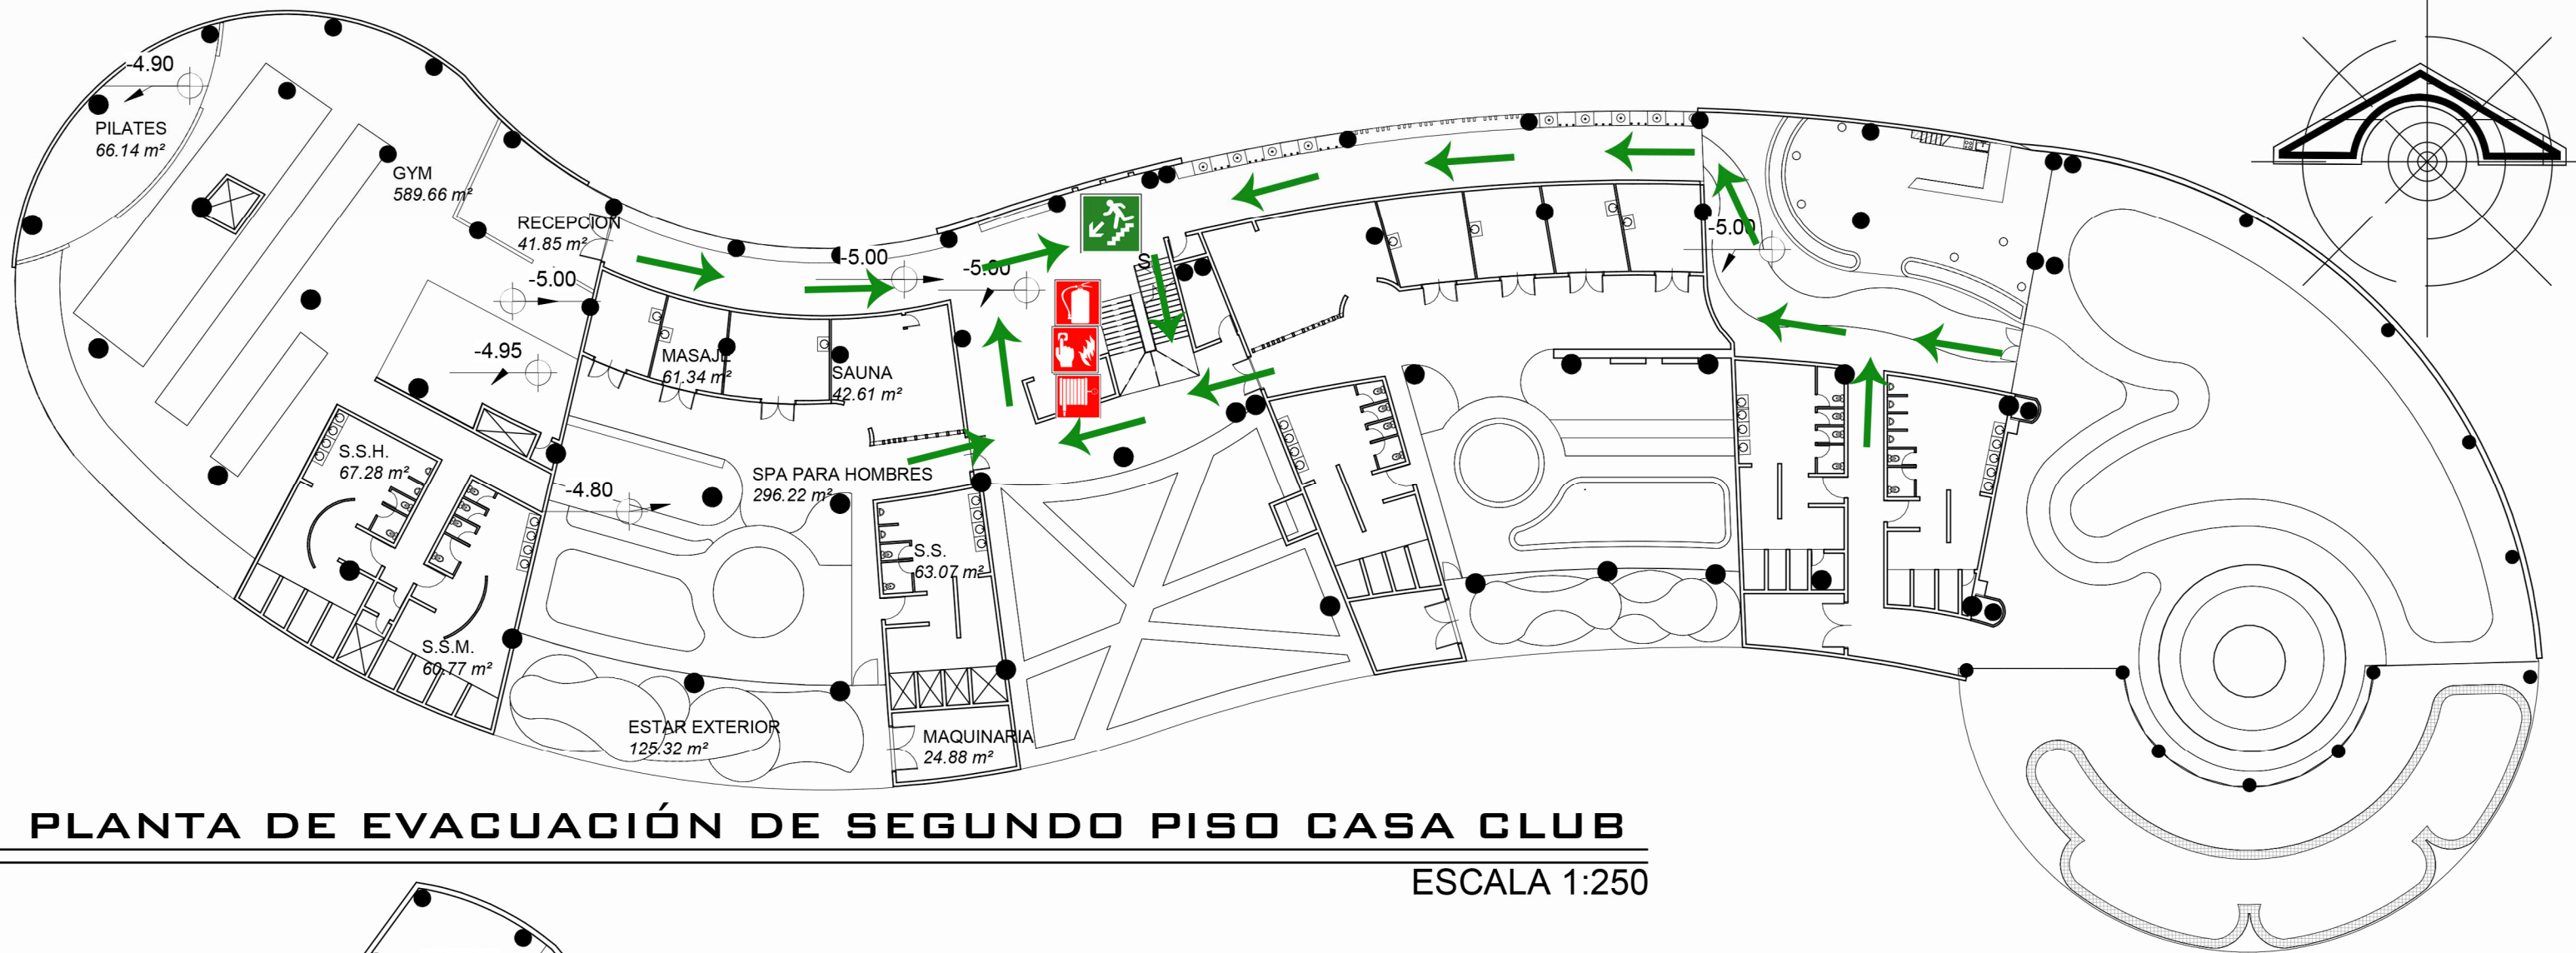 -4.90
PILATES
66.14 m²
GYM
589.66 m²
RECEPCION
41.85 m²
-5.00
-5.00
-5.00
-5.00
-4.95
MASAJE
61.34 m²
SAUNA
42.61 m²
S
S.S.H.
67.28 m²
-4.80
SPA PARA HOMBRES
296.22 m²
S.S.
63.07 m²
S.S.M.
60.77 m²
ESTAR EXTERIOR
125.32 m²
MAQUINARIA
24.88 m²
PLANTA DE EVACUACIÓN DE SEGUNDO PISO CASA CLUB
ESCALA 1:250